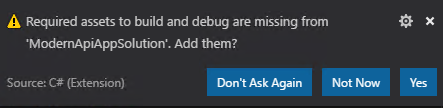 Required assets to build and debug are missing from
'ModernApiAppSolution'. Add them?
Source: C# (Extension)
Don't Ask Again
Not Now
Yes